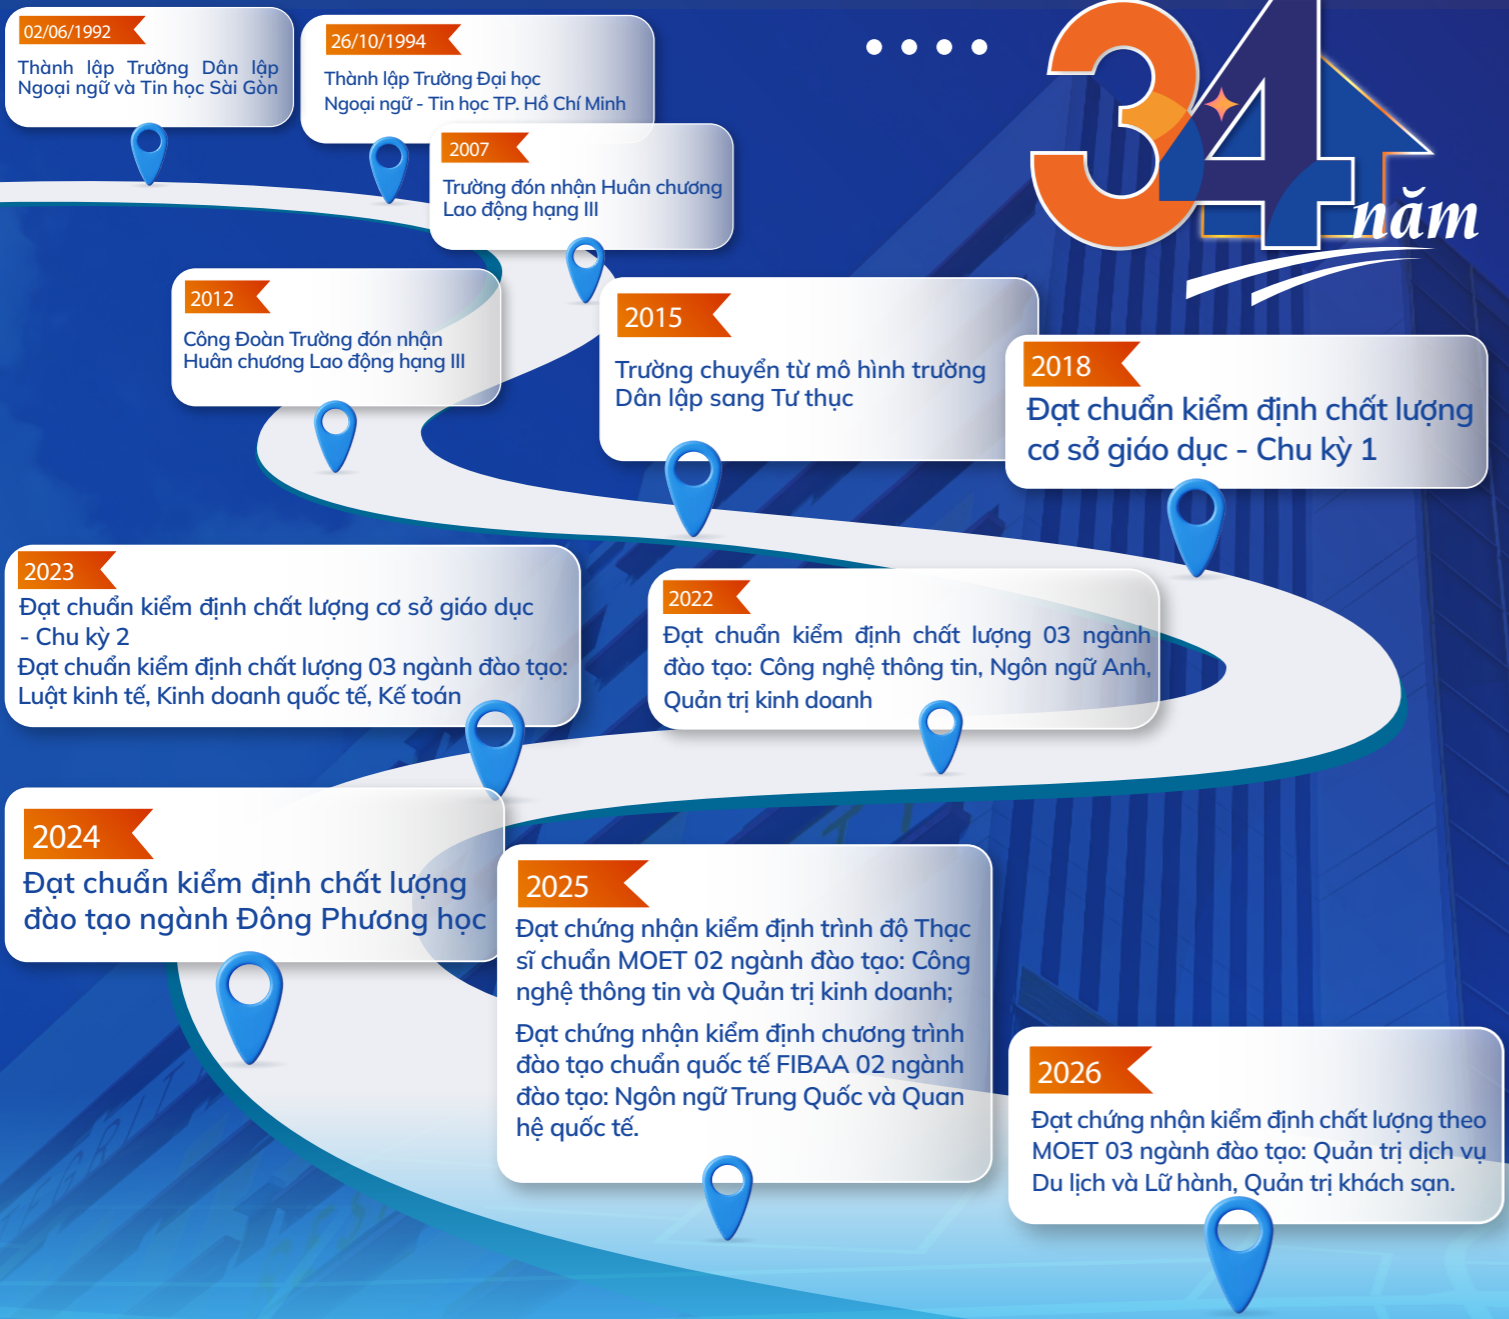 02/06/1992
Thành lập Trường Dân lập
Ngoại ngữ và Tin học Sài Gòn
26/10/1994
Thành lập Trường Đại học
Ngoại ngữ - Tin học TP. Hồ Chí Minh
2007
Trường đón nhận Huân chương
Lao động hạng III
34
năm
2012
Công Đoàn Trường đón nhận
Huân chương Lao động hạng III
2015
Trường chuyển từ mô hình trường
Dân lập sang Tư thục
2018
Đạt chuẩn kiểm định chất lượng
cơ sở giáo dục - Chu kỳ 1
2023
Đạt chuẩn kiểm định chất lượng cơ sở giáo dục
- Chu kỳ 2
Đạt chuẩn kiểm định chất lượng 03 ngành đào tạo:
Luật kinh tế, Kinh doanh quốc tế, Kế toán
2022
Đạt chuẩn kiểm định chất lượng 03 ngành
đào tạo: Công nghệ thông tin, Ngôn ngữ Anh,
Quản trị kinh doanh
2024
Đạt chuẩn kiểm định chất lượng
đào tạo ngành Đông Phương học
2025
Đạt chứng nhận kiểm định trình độ Thạc
sĩ chuẩn MOET 02 ngành đào tạo: Công
nghệ thông tin và Quản trị kinh doanh;
Đạt chứng nhận kiểm định chương trình
đào tạo chuẩn quốc tế FIBAA 02 ngành
đào tạo: Ngôn ngữ Trung Quốc và Quan
hệ quốc tế.
2026
Đạt chứng nhận kiểm định chất lượng theo
MOET 03 ngành đào tạo: Quản trị dịch vụ
Du lịch và Lữ hành, Quản trị khách sạn.